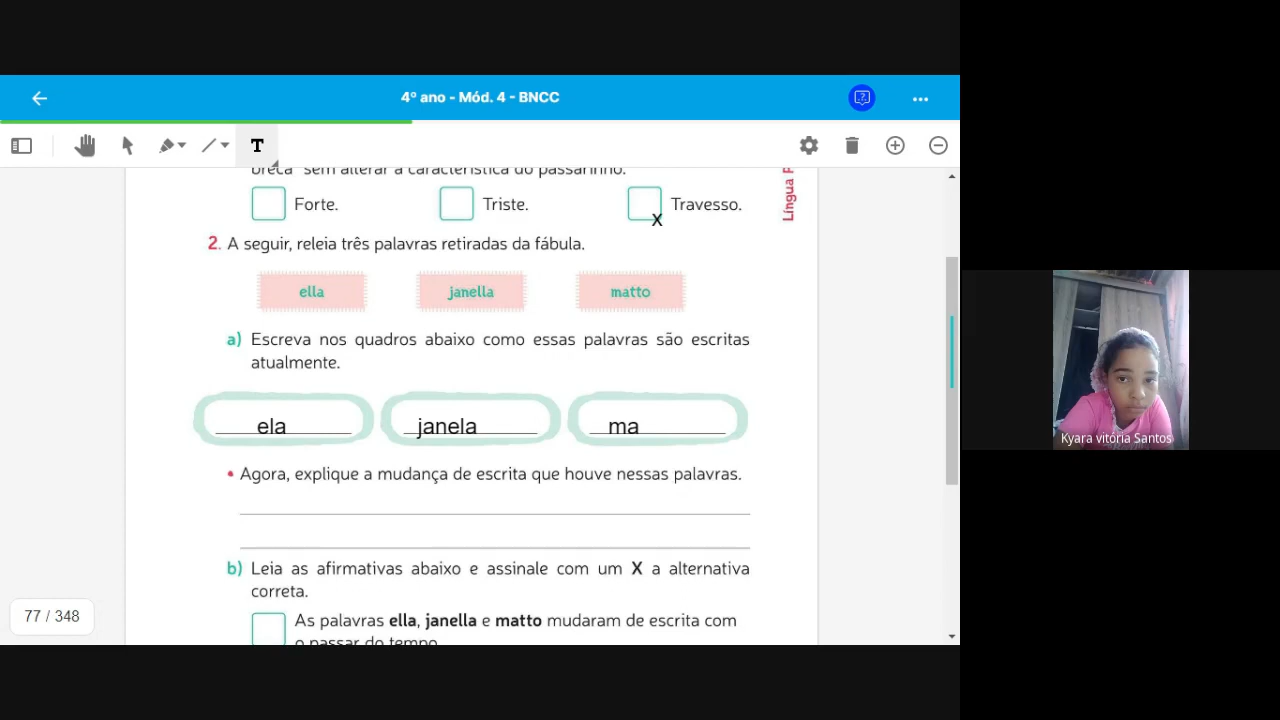 4º ano - Mód. 4 - BNCC
T
breca" sem alterar a característica do passarinho.
Forte.
Triste.
Travesso.
x
Língua P
2. A seguir, releia três palavras retiradas da fábula.
ella
janella
matto
a) Escreva nos quadros abaixo como essas palavras são escritas
atualmente.
ela
janela
ma
• Agora, explique a mudança de escrita que houve nessas palavras.
b) Leia as afirmativas abaixo e assinale com um X a alternativa
correta.
As palavras ella, janella e matto mudaram de escrita com
o passar do tempo
77 / 348
Kyara vitória Santos